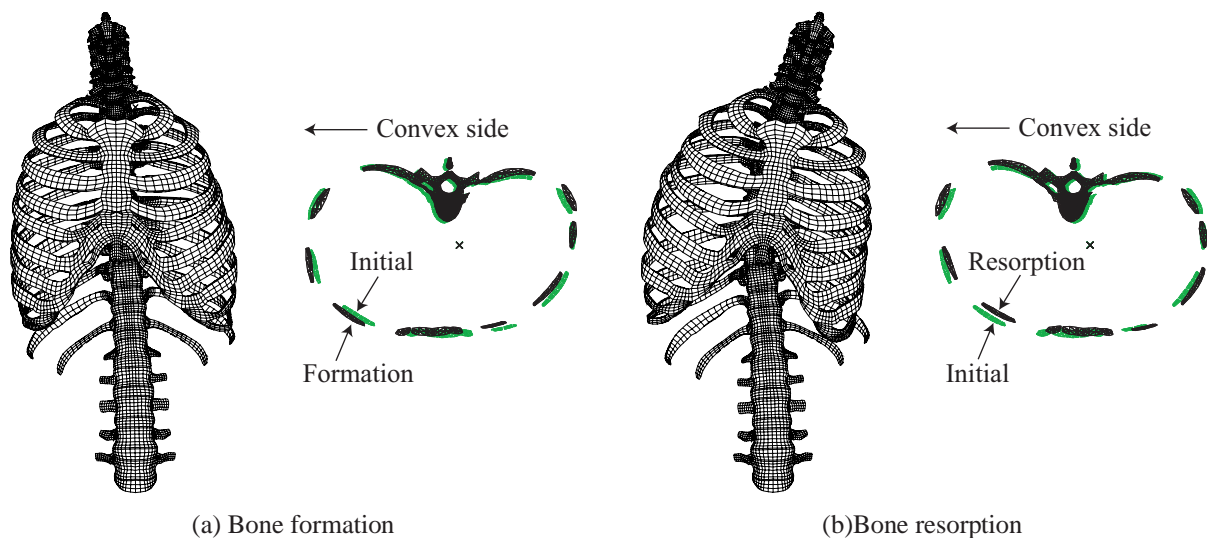 Convex side
Initial
Formation
(a) Bone formation
Convex side
Resorption
Initial
(b)Bone resorption